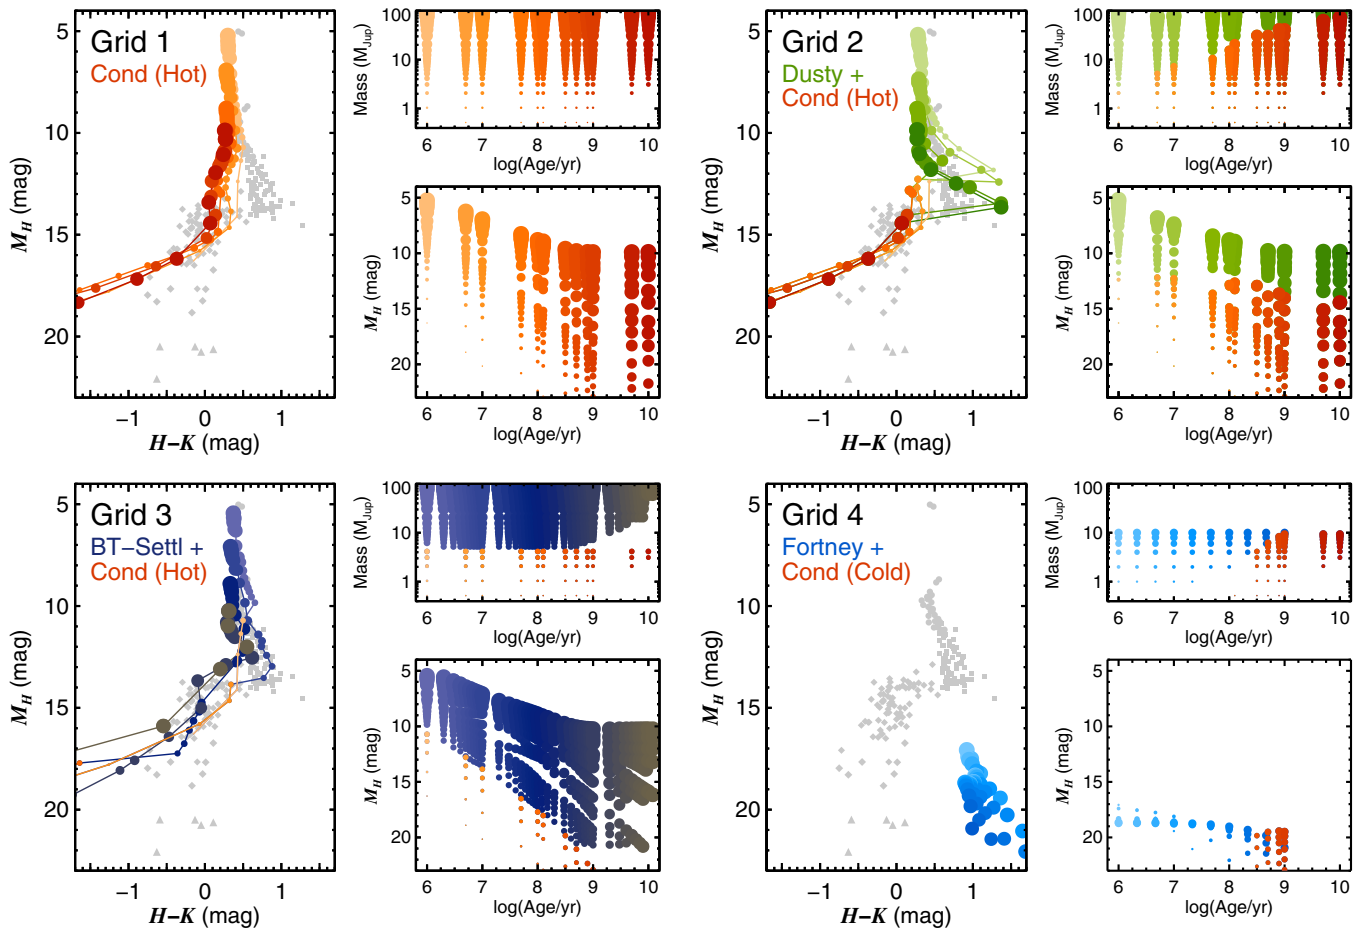 Grid 1
Cond (Hot)
5
10
15
20
M_H (mag)
−1
0
1
H−K (mag)
100
10
1
Mass (M_Jup)
6
7
8
9
10
log(Age/yr)
5
10
15
20
M_H (mag)
6
7
8
9
10
log(Age/yr)
Grid 2
Dusty +
Cond (Hot)
5
10
15
20
M_H (mag)
−1
0
1
H−K (mag)
100
10
1
Mass (M_Jup)
6
7
8
9
10
log(Age/yr)
5
10
15
20
M_H (mag)
6
7
8
9
10
log(Age/yr)
Grid 3
BT−Settl +
Cond (Hot)
5
10
15
20
M_H (mag)
−1
0
1
H−K (mag)
100
10
1
Mass (M_Jup)
6
7
8
9
10
log(Age/yr)
5
10
15
20
M_H (mag)
6
7
8
9
10
log(Age/yr)
Grid 4
Fortney +
Cond (Cold)
5
10
15
20
M_H (mag)
−1
0
1
H−K (mag)
100
10
1
Mass (M_Jup)
6
7
8
9
10
log(Age/yr)
5
10
15
20
M_H (mag)
6
7
8
9
10
log(Age/yr)